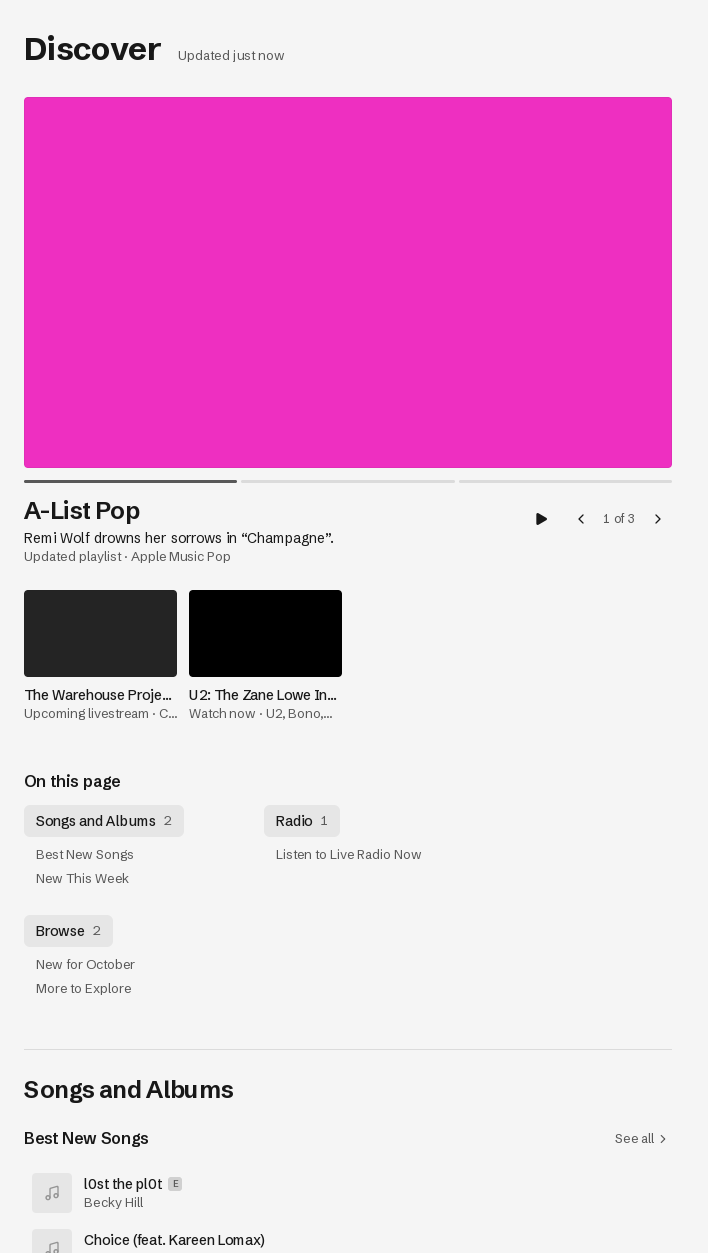 Discover
Updated just now
A-List Pop
Remi Wolf drowns her sorrows in “Champagne”.
Updated playlist · Apple Music Pop
1 of 3
The Warehouse Proje...
Upcoming livestream · C...
U2: The Zane Lowe In...
Watch now · U2, Bono,...
On this page
Songs and Albums 2
Best New Songs
New This Week
Radio 1
Listen to Live Radio Now
Browse 2
New for October
More to Explore
Songs and Albums
Best New Songs
See all
l0st the pl0t E
Becky Hill
Choice (feat. Kareen Lomax)